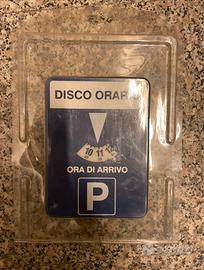 DISCO ORARIO
10 11
ORA DI ARRIVO
P